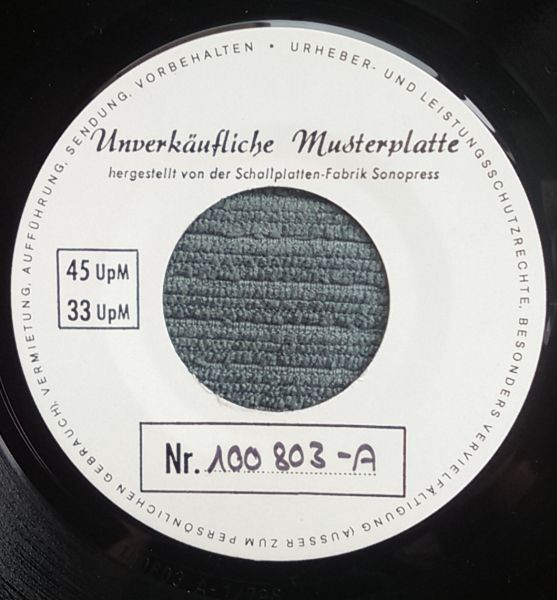 URHEBER- UND LEISTUNGSSCHUTZRECHTE, BESONDERS VERVIELFÄLTIGUNG (AUSSER ZUM PERSÖNLICHEN GEBRAUCH), VERMIETUNG, AUFFÜHRUNG, SENDUNG, VORBEHALTEN •
Unverkäufliche Musterplatte
hergestellt von der Schallplatten-Fabrik Sonopress
45 UpM
33 UpM
Nr. 100 803 -A